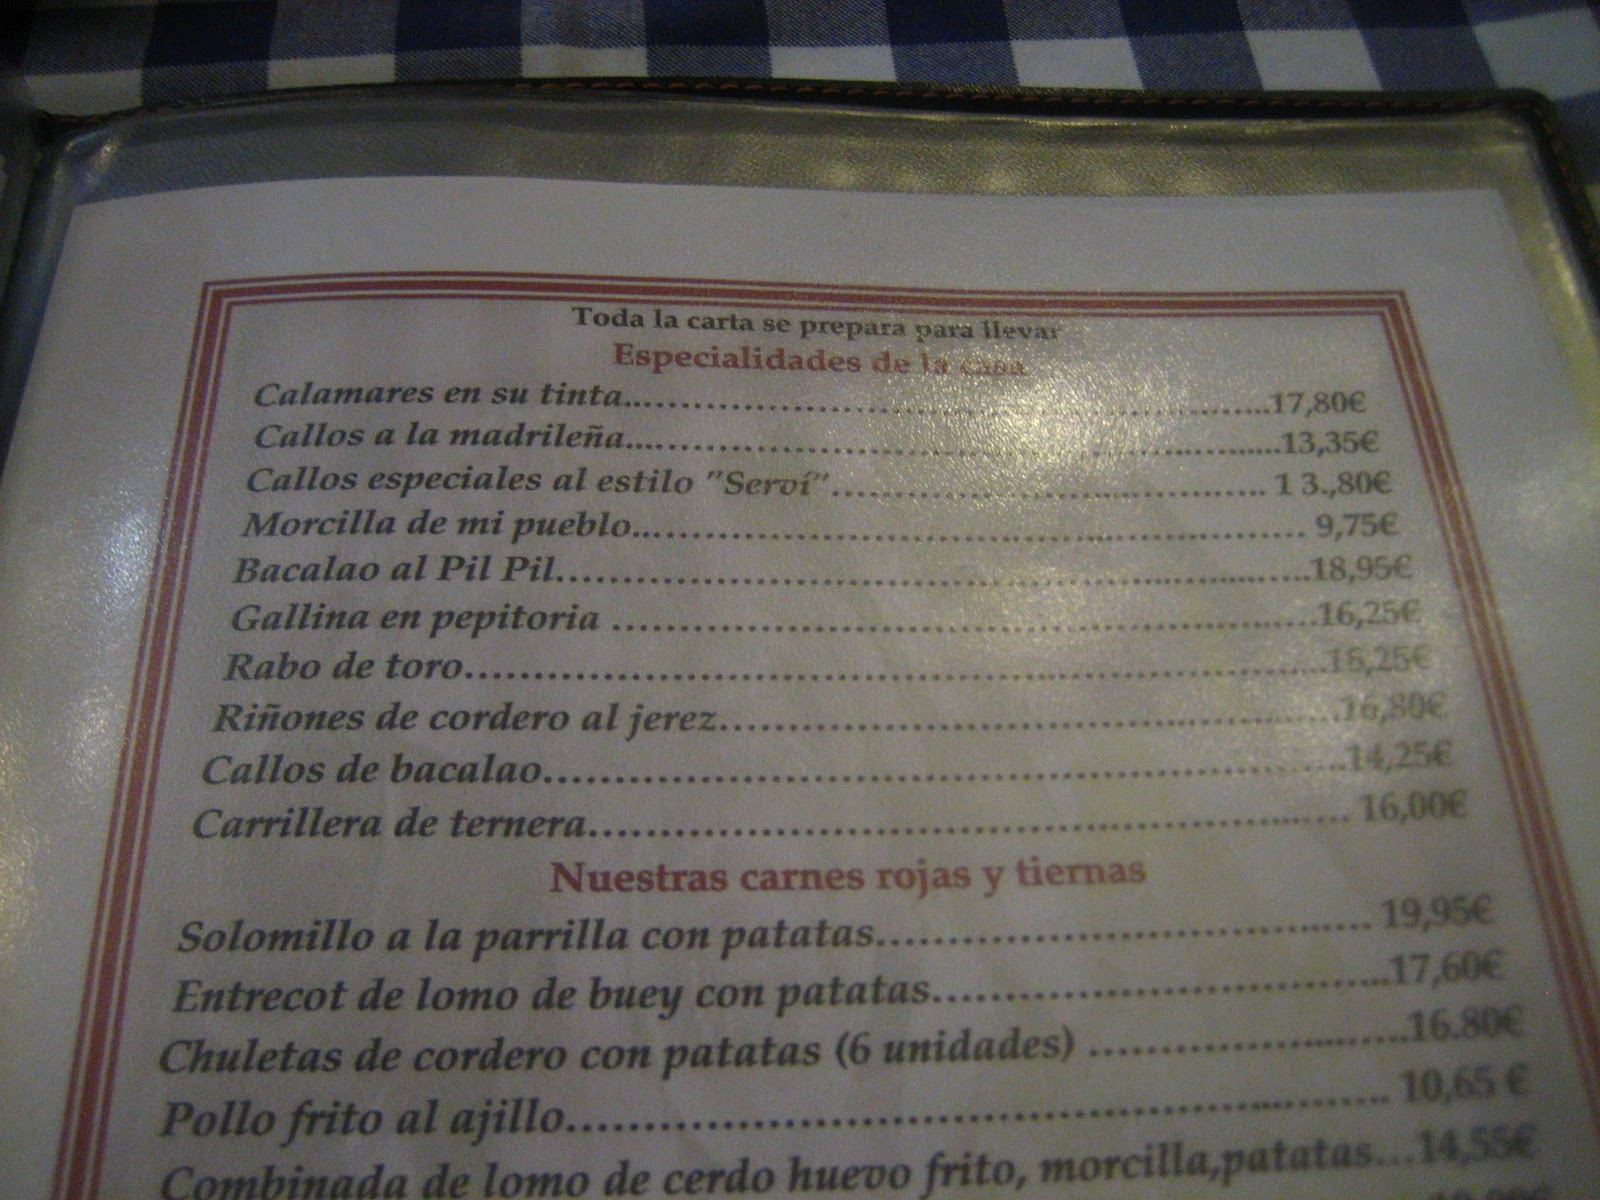 Toda la carta se prepara para llevar
Especialidades de la casa
Calamares en su tinta...17,80€
Callos a la madrileña...13,35€
Callos especiales al estilo "Serví"... 1 3.,80€
Morcilla de mi pueblo... 9,75€
Bacalao al Pil Pil...18,95€
Gallina en pepitoria ...16,25€
Rabo de toro...16,25€
Riñones de cordero al jerez...16,80€
Callos de bacalao...14,25€
Carrillera de ternera... 16,00€
Nuestras carnes rojas y tiernas
Solomillo a la parrilla con patatas... 19,95€
Entrecot de lomo de buey con patatas...17,60€
Chuletas de cordero con patatas (6 unidades) ...16.80€
Pollo frito al ajillo... 10,65 €
Combinada de lomo de cerdo huevo frito, morcilla,patatas...14,55€